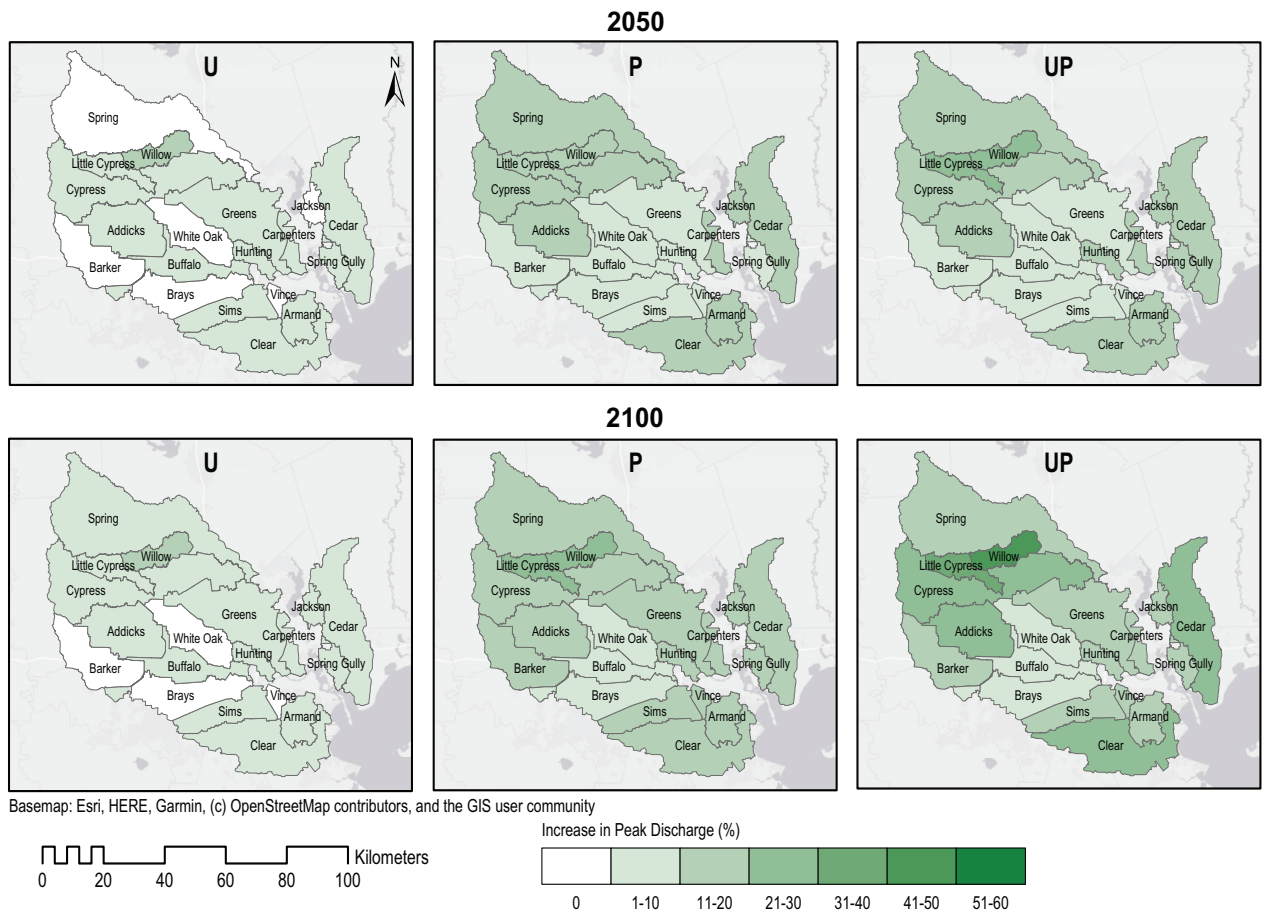 2050
U
N
Spring
Willow
Little Cypress
Cypress
Jackson
Greens
Addicks
Cedar
White Oak
Carpenters
Hunting
Barker
Buffalo
Spring Gully
Brays
Vince
Sims
Armand
Clear
P
Spring
Willow
Little Cypress
Cypress
Jackson
Greens
Addicks
Cedar
White Oak
Carpenters
Hunting
Barker
Buffalo
Spring Gully
Brays
Vince
Sims
Armand
Clear
UP
Spring
Willow
Little Cypress
Cypress
Jackson
Greens
Addicks
Cedar
White Oak
Carpenters
Hunting
Barker
Buffalo
Spring Gully
Brays
Vince
Sims
Armand
Clear
2100
U
Spring
Willow
Little Cypress
Cypress
Jackson
Greens
Addicks
Cedar
White Oak
Carpenters
Hunting
Barker
Buffalo
Spring Gully
Brays
Vince
Sims
Armand
Clear
P
Spring
Willow
Little Cypress
Cypress
Jackson
Greens
Addicks
Cedar
White Oak
Carpenters
Hunting
Barker
Buffalo
Spring Gully
Brays
Vince
Sims
Armand
Clear
UP
Spring
Willow
Little Cypress
Cypress
Jackson
Greens
Addicks
Cedar
White Oak
Carpenters
Hunting
Barker
Buffalo
Spring Gully
Brays
Vince
Sims
Armand
Clear
Basemap: Esri, HERE, Garmin, (c) OpenStreetMap contributors, and the GIS user community
Kilometers
0 20 40 60 80 100
Increase in Peak Discharge (%)
0 1-10 11-20 21-30 31-40 41-50 51-60